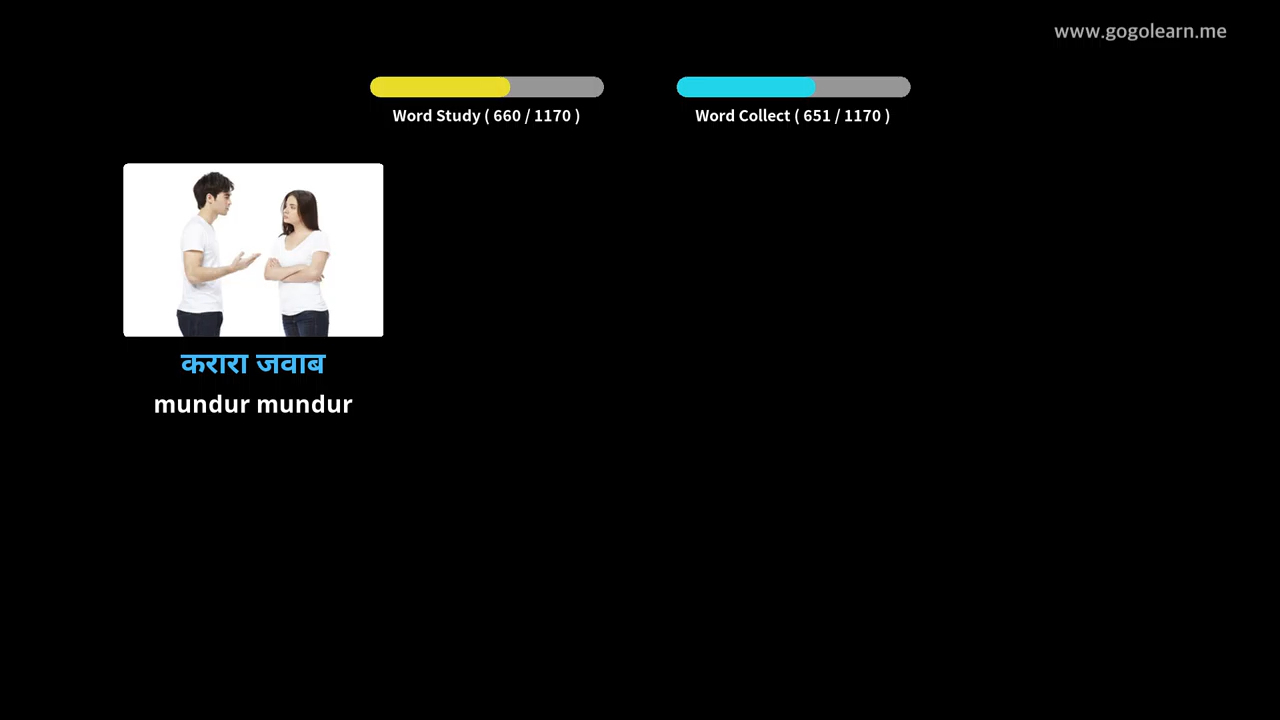 www.gogolearn.me
Word Study ( 660 / 1170 )
Word Collect ( 651 / 1170 )
करारा जवाब
mundur mundur